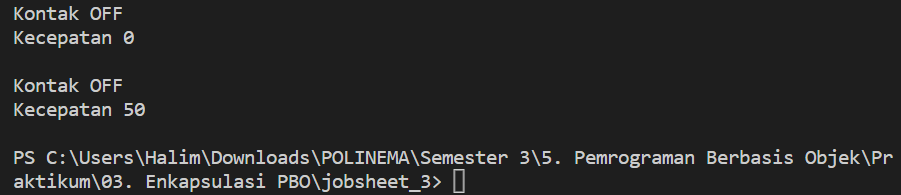 Kontak OFF
Kecepatan 0
Kontak OFF
Kecepatan 50
PS C:\Users\Halim\Downloads\POLINEMA\Semester 3\5. Pemrograman Berbasis Objek\Pr
aktikum\03. Enkapsulasi PBO\jobsheet_3>